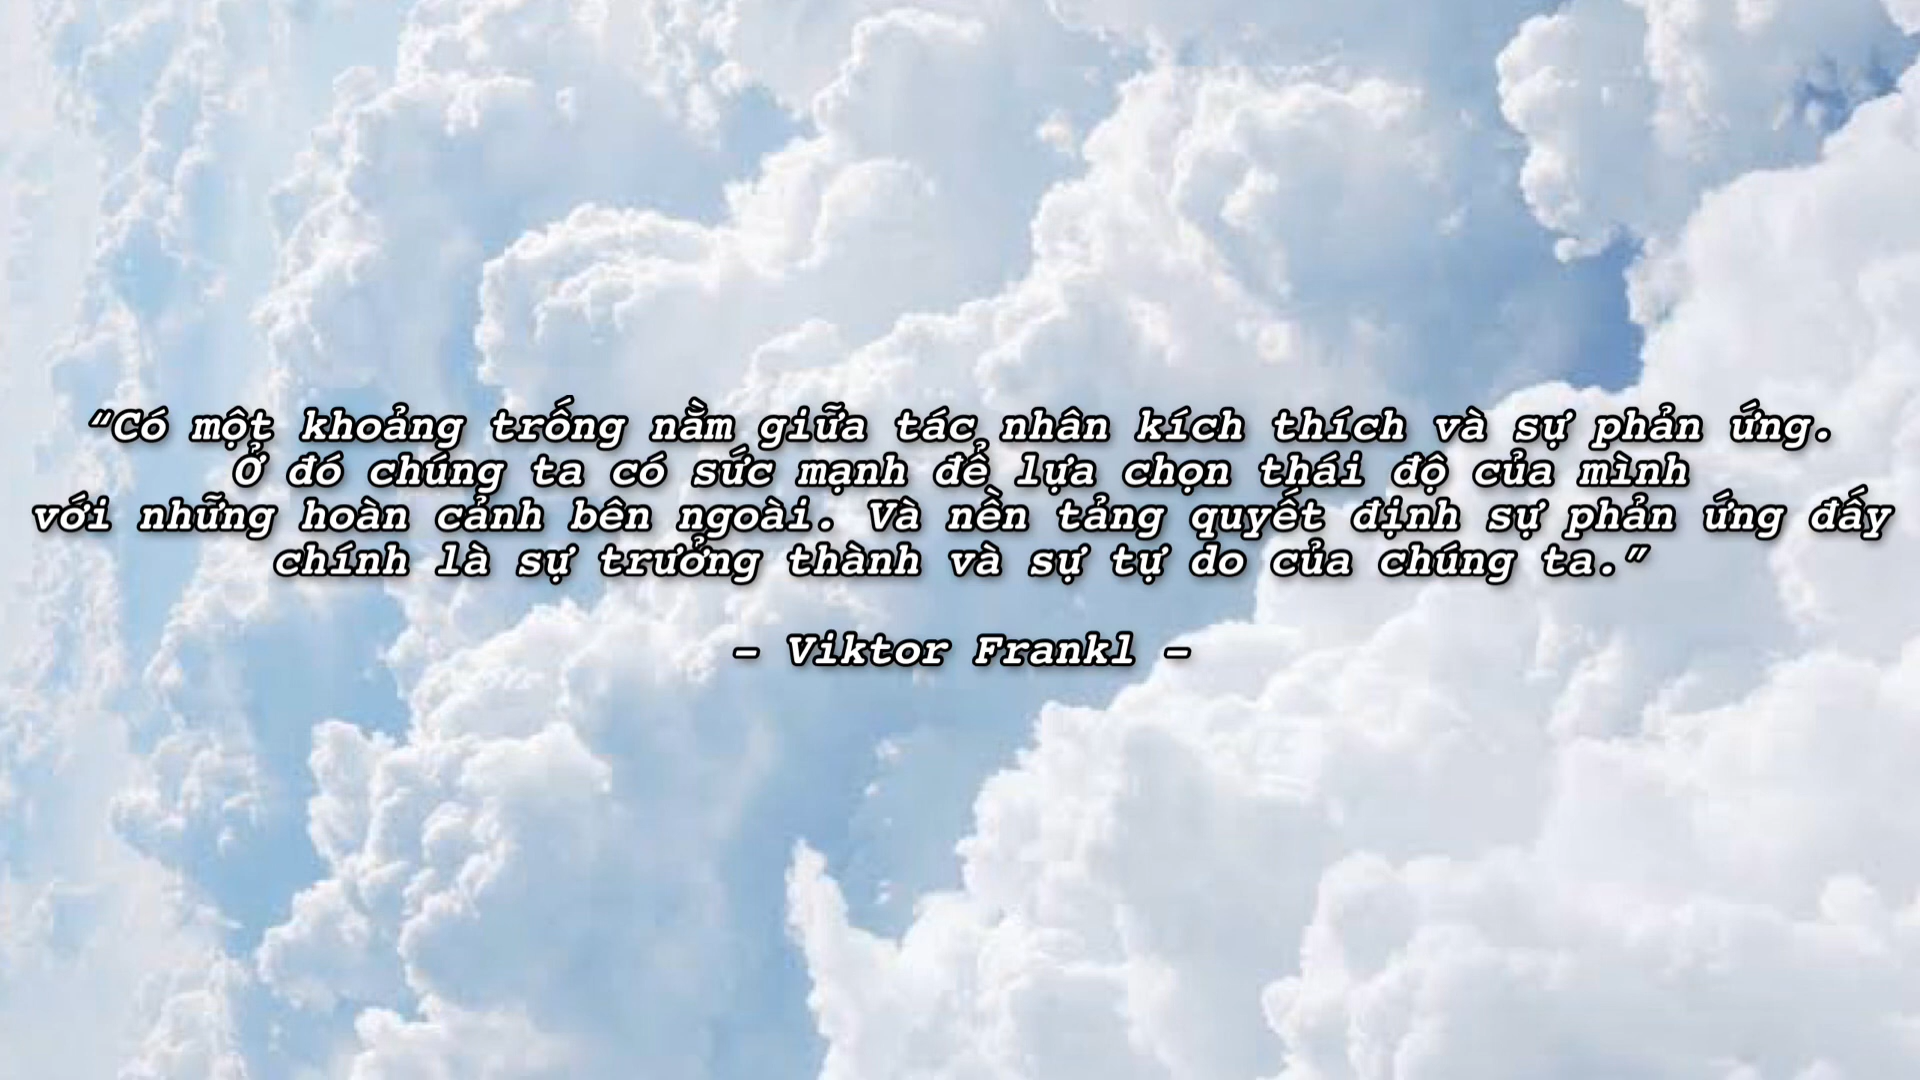 “Có một khoảng trống nằm giữa tác nhân kích thích và sự phản ứng.
Ở đó chúng ta có sức mạnh để lựa chọn thái độ của mình
với những hoàn cảnh bên ngoài. Và nền tảng quyết định sự phản ứng đấy
chính là sự trưởng thành và sự tự do của chúng ta.”
– Viktor Frankl –